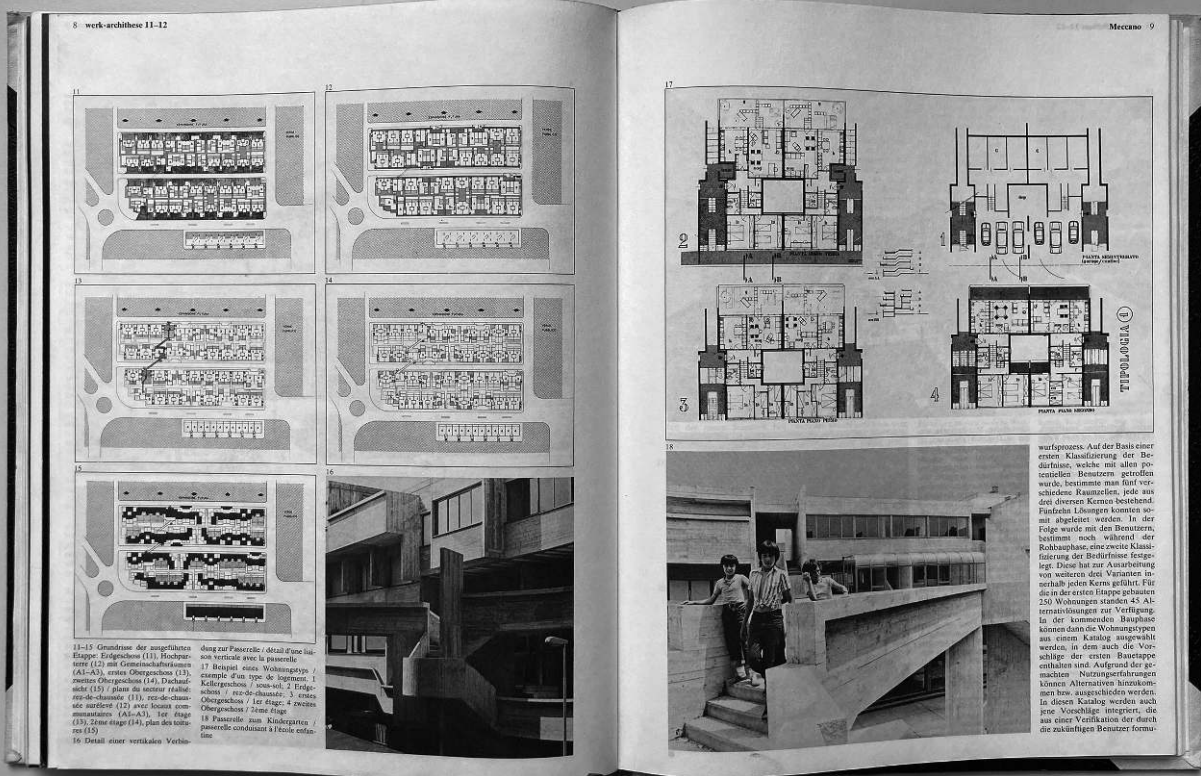 8 werk·archithese 11–12
11
12
13
14
15
16
11–15 Grundrisse der ausgeführten
Etappe: Erdgeschoss (11), Hochpar-
terre (12) mit Gemeinschaftsräumen
(A1–A3), erstes Obergeschoss (13),
zweites Obergeschoss (14), Dachauf-
sicht (15) / plans du secteur réalisé:
rez-de-chaussée (11), rez-de-chaus-
sée surélevé (12) avec locaux com-
munautaires (A1–A3), 1er étage
(13), 2ème étage (14), plan des toitu-
res (15)
16 Detail einer vertikalen Verbin-
dung zur Passerelle / détail d'une liai-
son verticale avec la passerelle
17 Beispiel eines Wohnungstyps /
exemple d'un type de logement. 1
Kellergeschoss / sous-sol; 2 Erdge-
schoss / rez-de-chaussée; 3 erstes
Obergeschoss / 1er étage; 4 zweites
Obergeschoss / 2ème étage
18 Passerelle zum Kindergarten /
passerelle conduisant à l'école enfan-
tine
Meccano 9
17
2
1
3
4
PIANTA PIANO PRIMO
PIANTA PIANO SECONDO
TIPOLOGIA
18
wurfsprozess. Auf der Basis einer
ersten Klassifizierung der Be-
dürfnisse, welche mit allen po-
tentiellen Benutzern getroffen
wurde, bestimmte man fünf ver-
schiedene Raumzellen, jede aus
drei diversen Kernen bestehend.
Fünfzehn Lösungen konnten so-
mit abgeleitet werden. In der
Folge wurde mit den Benutzern,
bestimmt noch während der
Rohbauphase, eine zweite Klassi-
fizierung der Bedürfnisse festge-
legt. Diese hat zur Ausarbeitung
von weiteren drei Varianten in-
nerhalb jeden Kerns geführt. Für
die in der ersten Etappe gebauten
250 Wohnungen standen 45 Al-
ternativlösungen zur Verfügung.
In der kommenden Bauphase
können dann die Wohnungstypen
aus einem Katalog ausgewählt
werden, in dem auch die Vor-
schläge der ersten Bauetappe
enthalten sind. Aufgrund der ge-
machten Nutzungserfahrungen
können Alternativen hinzukom-
men bzw. ausgeschieden werden.
In diesen Katalog werden auch
jene Vorschläge integriert, die
aus einer Verifikation der durch
die zukünftigen Benutzer formu-